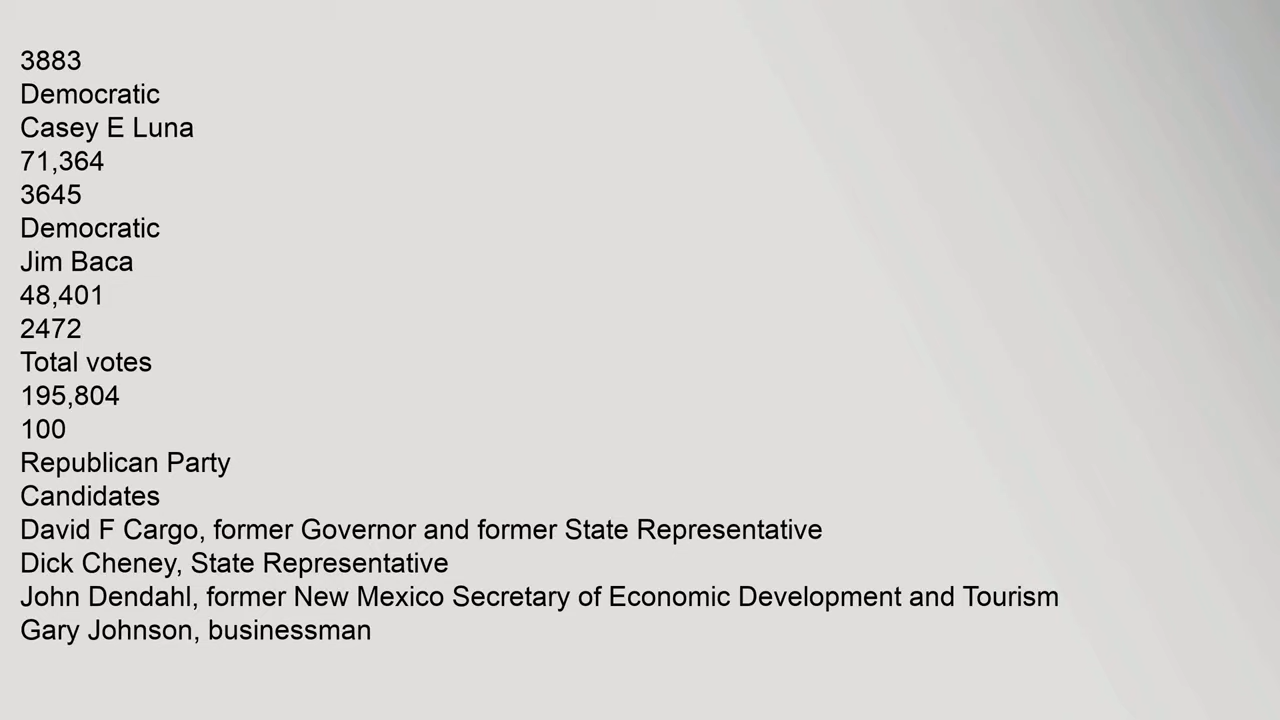 3883
Democratic
Casey E Luna
71,364
3645
Democratic
Jim Baca
48,401
2472
Total votes
195,804
100
Republican Party
Candidates
David F Cargo, former Governor and former State Representative
Dick Cheney, State Representative
John Dendahl, former New Mexico Secretary of Economic Development and Tourism
Gary Johnson, businessman